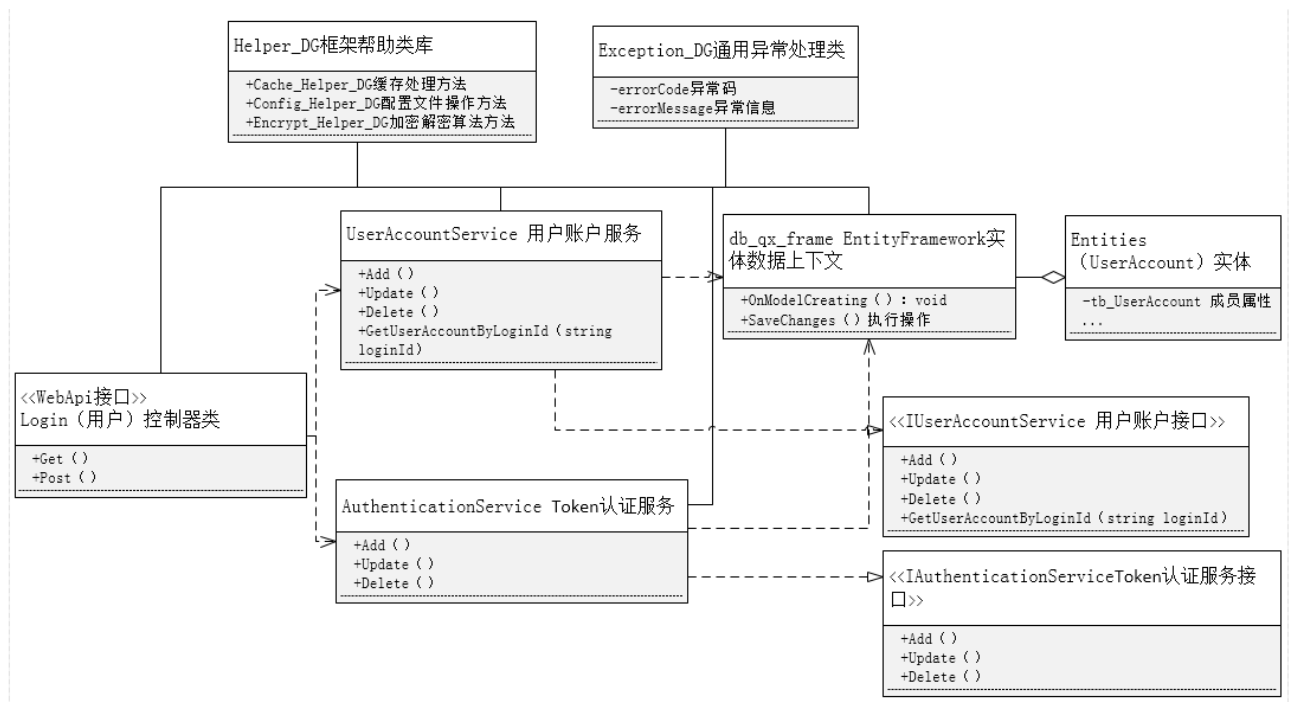 Helper_DG框架帮助类库
+Cache_Helper_DG缓存处理方法
+Config_Helper_DG配置文件操作方法
+Encrypt_Helper_DG加密解密算法方法
Exception_DG通用异常处理类
-errorCode异常码
-errorMessage异常信息
UserAccountService 用户账户服务
+Add（）
+Update（）
+Delete（）
+GetUserAccountByLoginId（string
loginId）
db_qx_frame EntityFramework实
体数据上下文
+OnModelCreating（）：void
+SaveChanges（）执行操作
Entities
（UserAccount）实体
-tb_UserAccount 成员属性
...
<<WebApi接口>>
Login（用户）控制器类
+Get（）
+Post（）
<<IUserAccountService 用户账户接口>>
+Add（）
+Update（）
+Delete（）
+GetUserAccountByLoginId（string loginId）
AuthenticationService Token认证服务
+Add（）
+Update（）
+Delete（）
<<IAuthenticationServiceToken认证服务接
口>>
+Add（）
+Update（）
+Delete（）